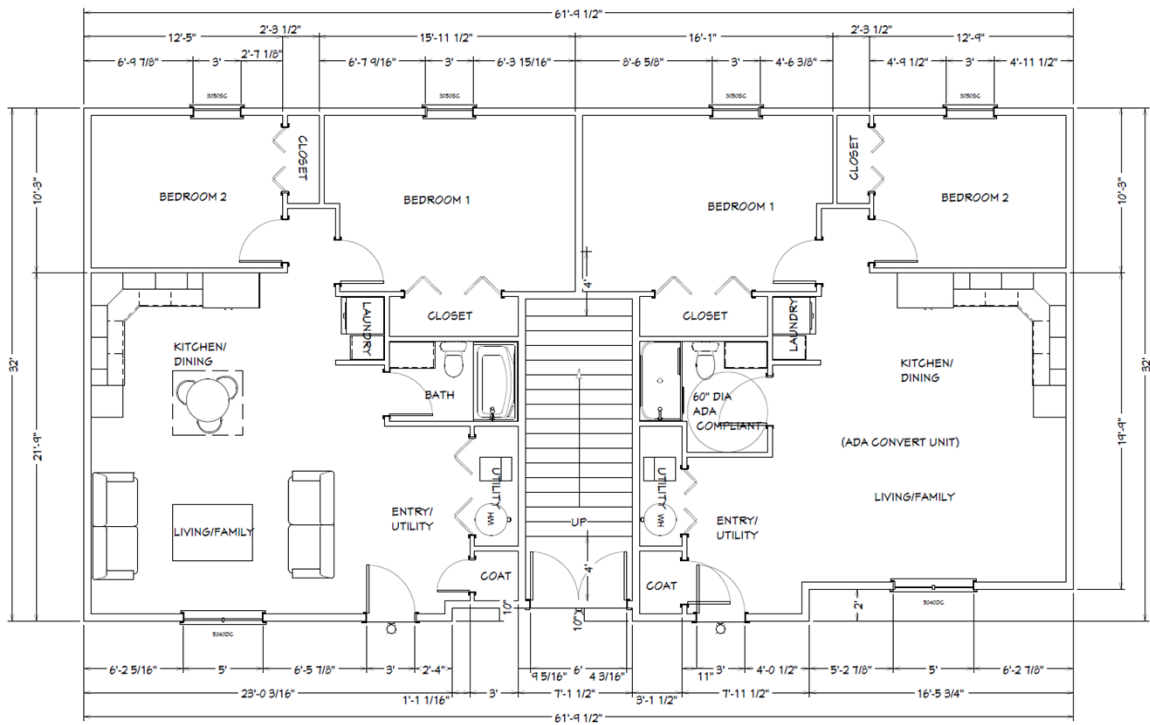 61'-9 1/2"
12'-5"
2'-3 1/2"
15'-11 1/2"
16'-1"
2'-3 1/2"
12'-9"
6'-9 7/8"
3'
2'-7 1/8"
6'-7 9/16"
3'
6'-3 15/16"
8'-6 5/8"
3'
4'-6 3/8"
4'-9 1/2"
3'
4'-11 1/2"
3050SC
3050SC
3050SC
3050SC
10'-3"
BEDROOM 2
CLOSET
BEDROOM 1
BEDROOM 1
CLOSET
BEDROOM 2
10'-3"
4'
32'
CLOSET
CLOSET
LAUNDRY
LAUNDRY
KITCHEN/
DINING
KITCHEN/
DINING
32'
BATH
60" DIA
ADA
COMPLIANT
21'-9"
19'-9"
(ADA CONVERT UNIT)
UTILITY
UTILITY
LIVING/FAMILY
ENTRY/
UTILITY
HW
UP
WH
ENTRY/
UTILITY
LIVING/FAMILY
COAT
4'
COAT
10"
10"
2'
5040DC
5040DC
6'-2 5/16"
5'
6'-5 7/8"
3'
2'-4"
9 5/16"
6'
4 3/16"
11"
3'
4'-0 1/2"
5'-2 7/8"
5'
6'-2 7/8"
23'-0 3/16"
1'-1 1/16"
3'
7'-1 1/2"
3'-1 1/2"
7'-11 1/2"
16'-5 3/4"
61'-9 1/2"